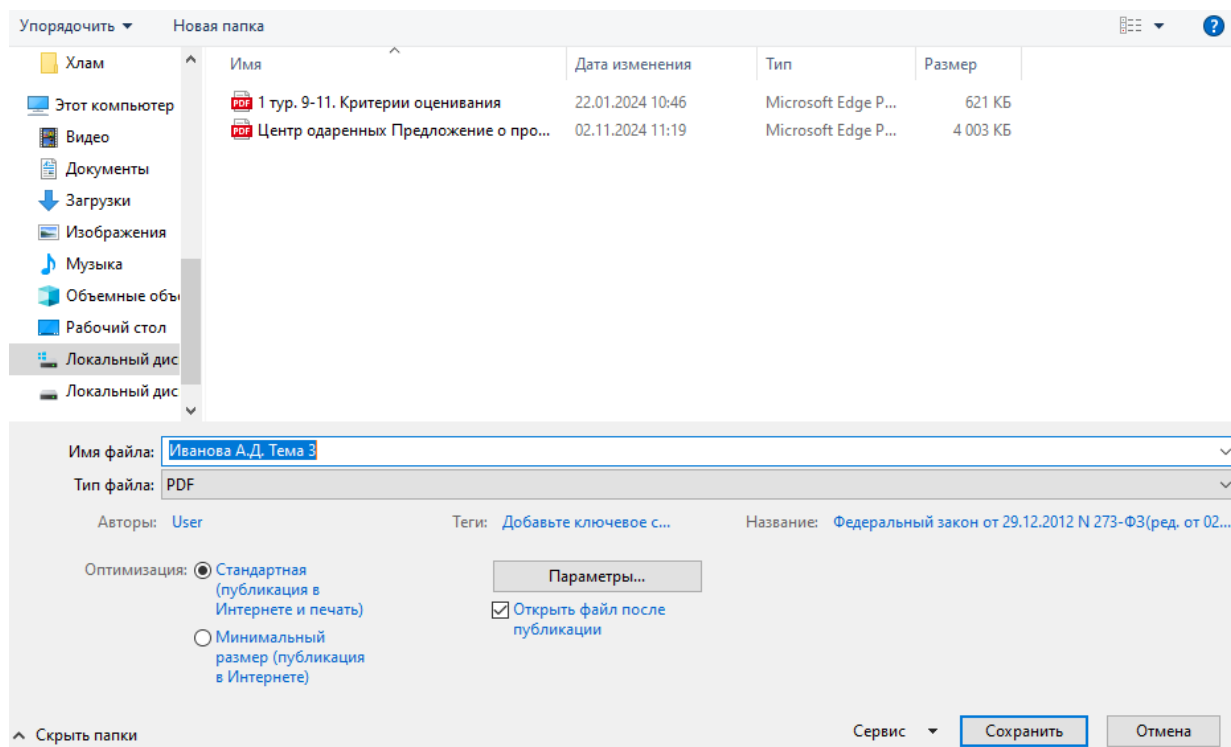 Упорядочить Новая папка
Хлам
Этот компьютер
Видео
Документы
Загрузки
Изображения
Музыка
Объемные объ
Рабочий стол
Локальный дис
Локальный дис
Имя Дата изменения Тип Размер
PDF 1 тур. 9-11. Критерии оценивания 22.01.2024 10:46 Microsoft Edge P... 621 КБ
PDF Центр одаренных Предложение о про... 02.11.2024 11:19 Microsoft Edge P... 4 003 КБ
Имя файла: Иванова А.Д. Тема 3
Тип файла: PDF
Авторы: User Теги: Добавьте ключевое с... Название: Федеральный закон от 29.12.2012 N 273-ФЗ(ред. от 02...
Оптимизация: Стандартная
(публикация в
Интернете и печать)
Минимальный
размер (публикация
в Интернете)
Параметры...
Открыть файл после
публикации
Скрыть папки Сервис Сохранить Отмена